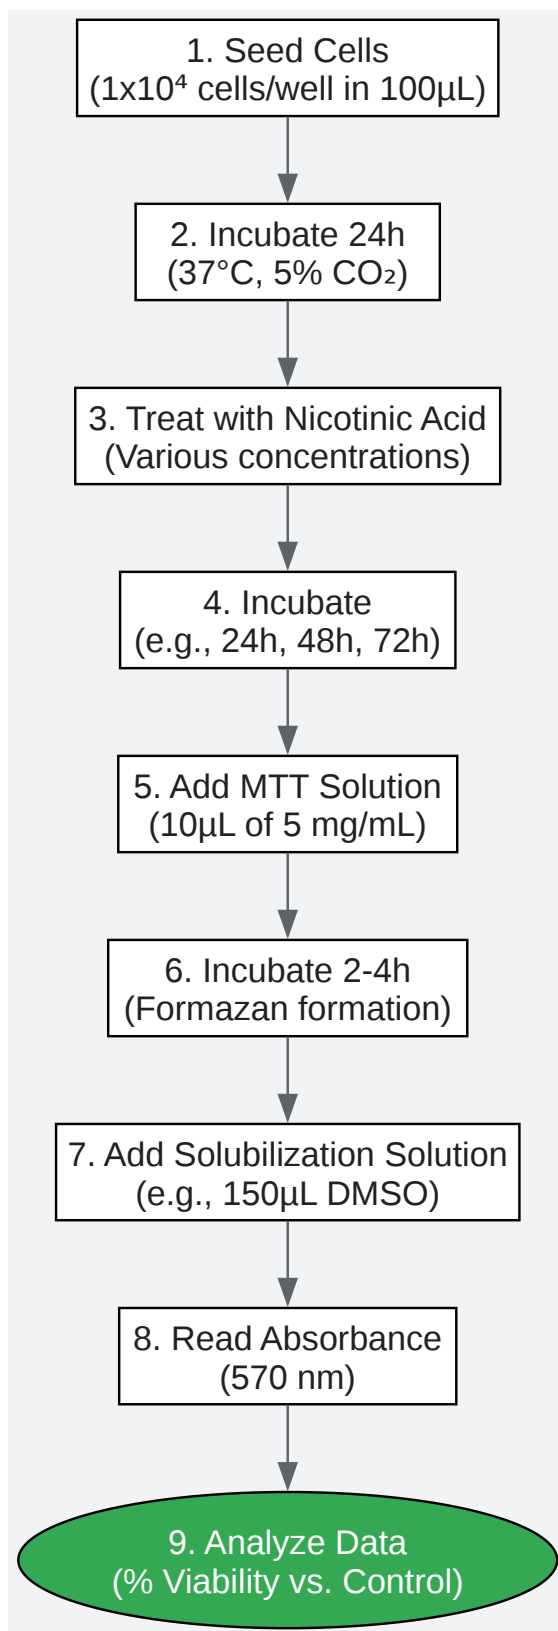 1. Seed Cells
(1x10⁴ cells/well in 100µL)
2. Incubate 24h
(37°C, 5% CO₂)
3. Treat with Nicotinic Acid
(Various concentrations)
4. Incubate
(e.g., 24h, 48h, 72h)
5. Add MTT Solution
(10µL of 5 mg/mL)
6. Incubate 2-4h
(Formazan formation)
7. Add Solubilization Solution
(e.g., 150µL DMSO)
8. Read Absorbance
(570 nm)
9. Analyze Data
(% Viability vs. Control)